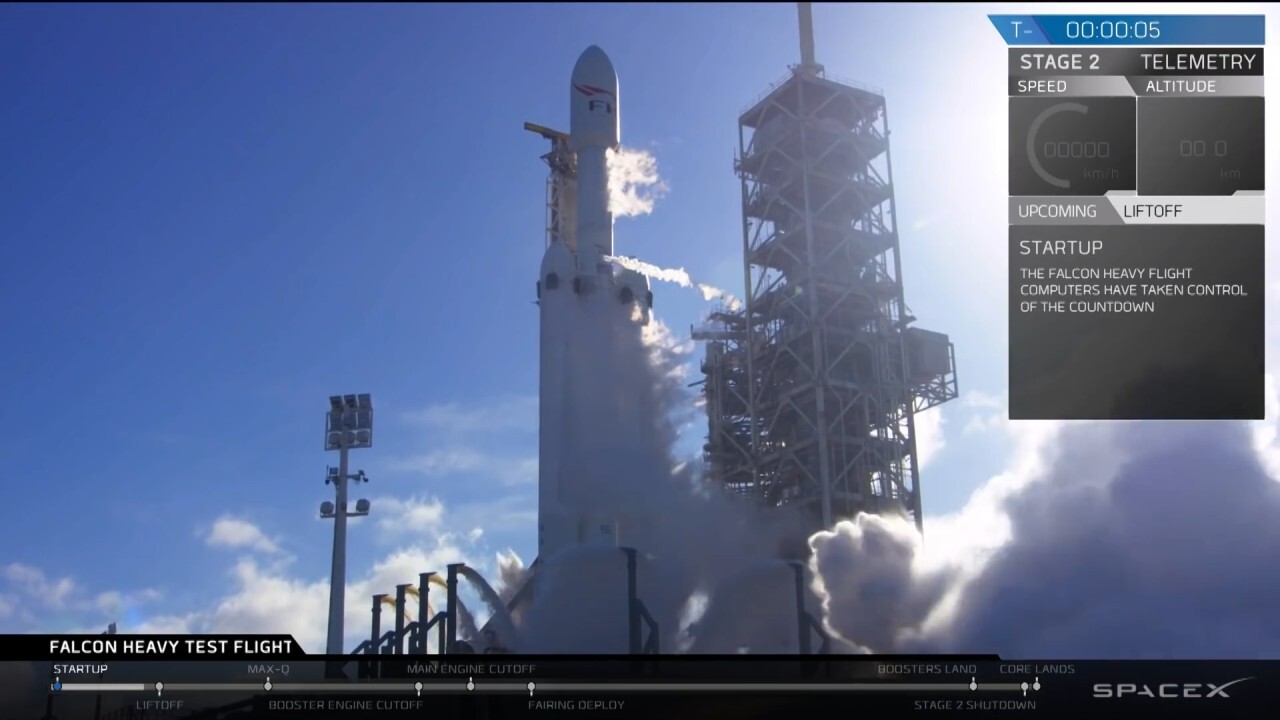 T- 00:00:05
STAGE 2 TELEMETRY
SPEED ALTITUDE
00000 00 0
km/h km
UPCOMING LIFTOFF
STARTUP
THE FALCON HEAVY FLIGHT
COMPUTERS HAVE TAKEN CONTROL
OF THE COUNTDOWN
FALCON HEAVY TEST FLIGHT
STARTUP MAX-Q MAIN ENGINE CUTOFF BOOSTERS LAND CORE LANDS
LIFTOFF BOOSTER ENGINE CUTOFF FAIRING DEPLOY STAGE 2 SHUTDOWN
SPACEX